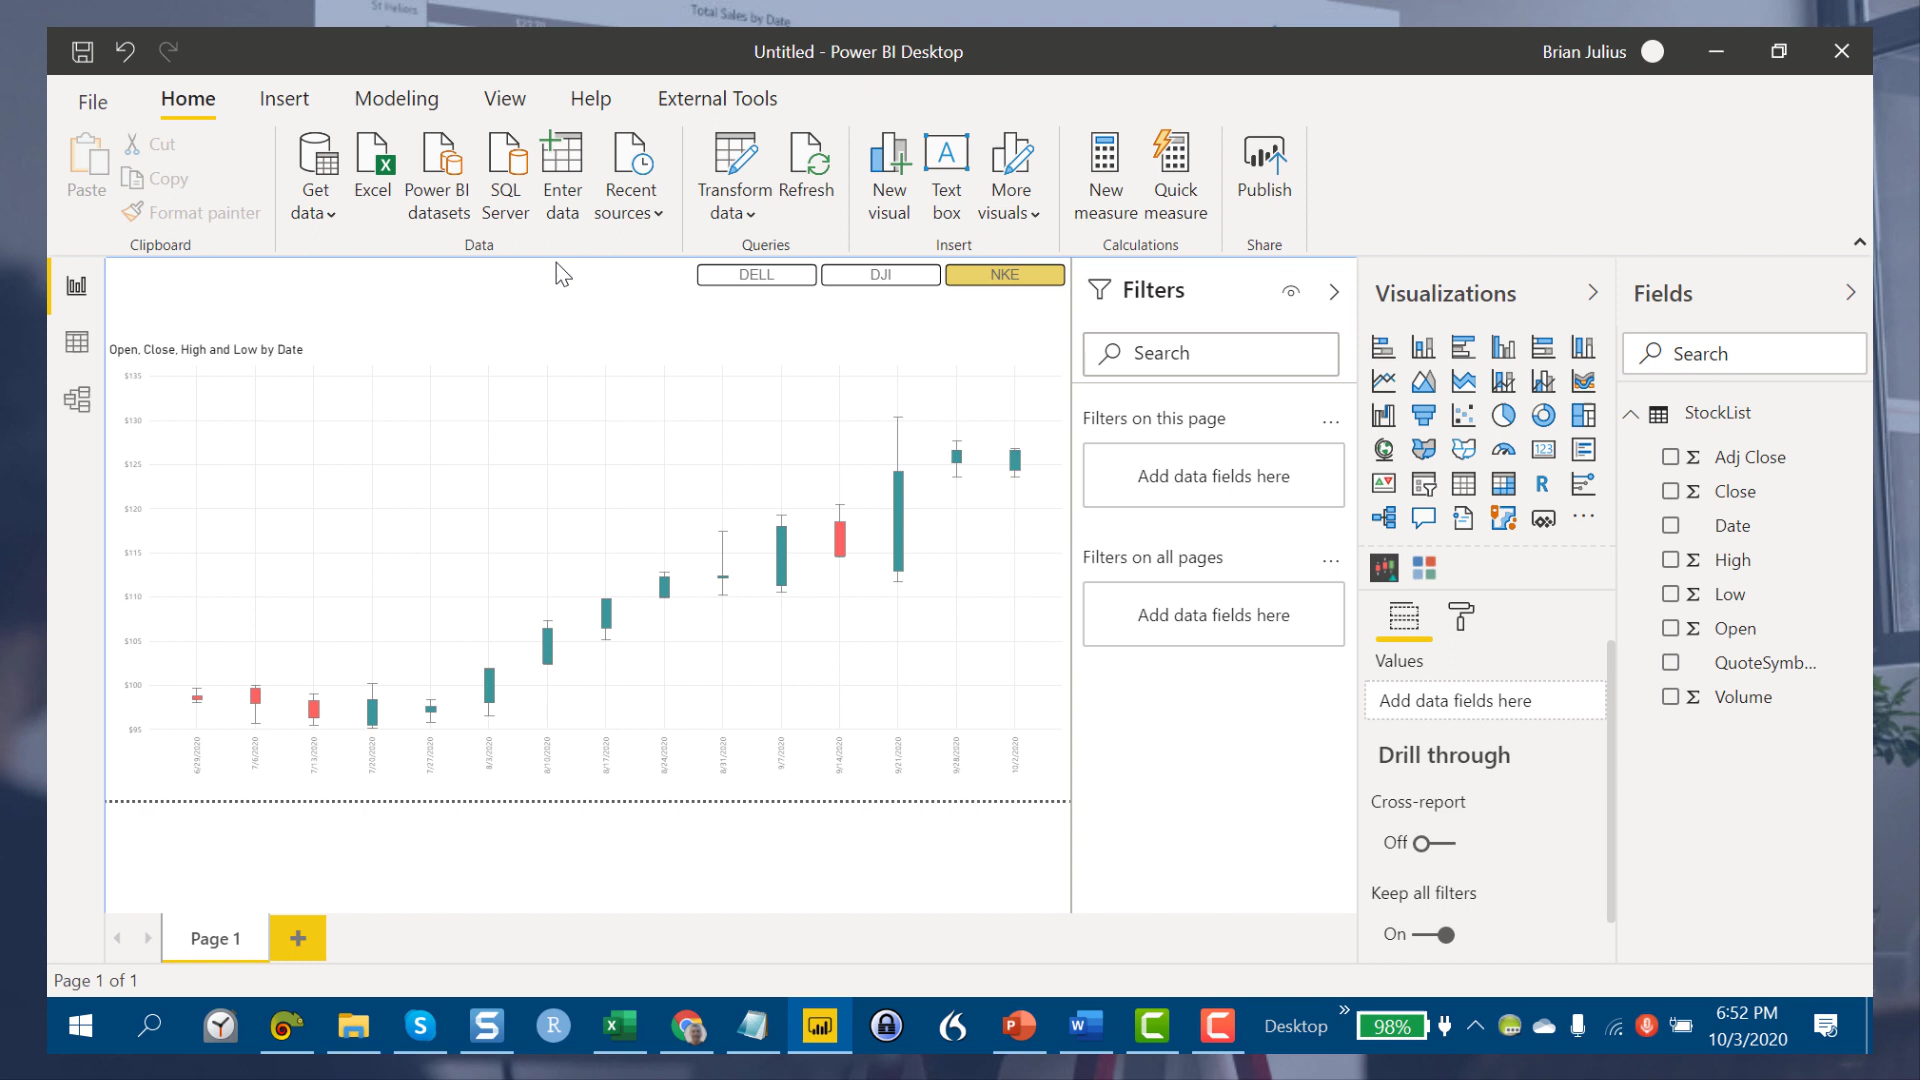 St Heliers
Total Sales by Date
Untitled - Power BI Desktop
Brian Julius
File
Home
Insert
Modeling
View
Help
External Tools
Paste
Cut
Copy
Format painter
Clipboard
Get
data
Excel
Power BI
datasets
SQL
Server
Enter
data
Recent
sources
Data
Transform
data
Refresh
Queries
New
visual
Text
box
More
visuals
Insert
New
measure
Quick
measure
Calculations
Publish
Share
DELL
DJI
NKE
Open, Close, High and Low by Date
$135
$130
$125
$120
$115
$110
$105
$100
$95
6/29/2020
7/6/2020
7/13/2020
7/20/2020
7/27/2020
8/3/2020
8/10/2020
8/17/2020
8/24/2020
8/31/2020
9/7/2020
9/14/2020
9/21/2020
9/28/2020
10/2/2020
Filters
Search
Filters on this page
...
Add data fields here
Filters on all pages
...
Add data fields here
Visualizations
123
R
...
Values
Add data fields here
Drill through
Cross-report
Off
Keep all filters
On
Fields
Search
StockList
Σ Adj Close
Σ Close
Date
Σ High
Σ Low
Σ Open
QuoteSymb...
Σ Volume
Page 1
Page 1 of 1
Desktop
98%
6:52 PM
10/3/2020